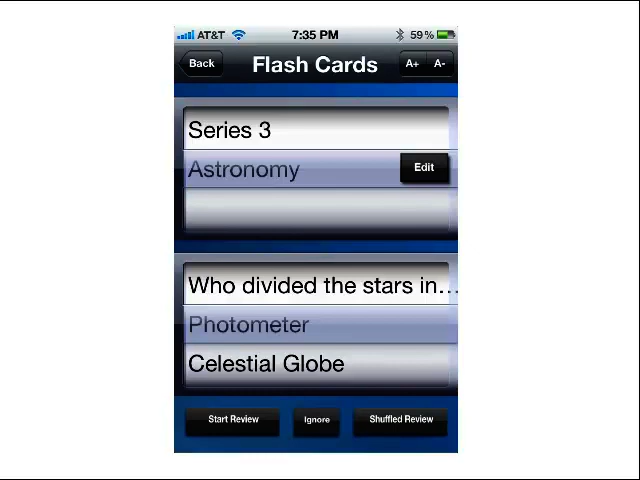 AT&T 7:35 PM 59%
Back Flash Cards A+ A-
Series 3
Astronomy Edit
Who divided the stars in...
Photometer
Celestial Globe
Start Review Ignore Shuffled Review